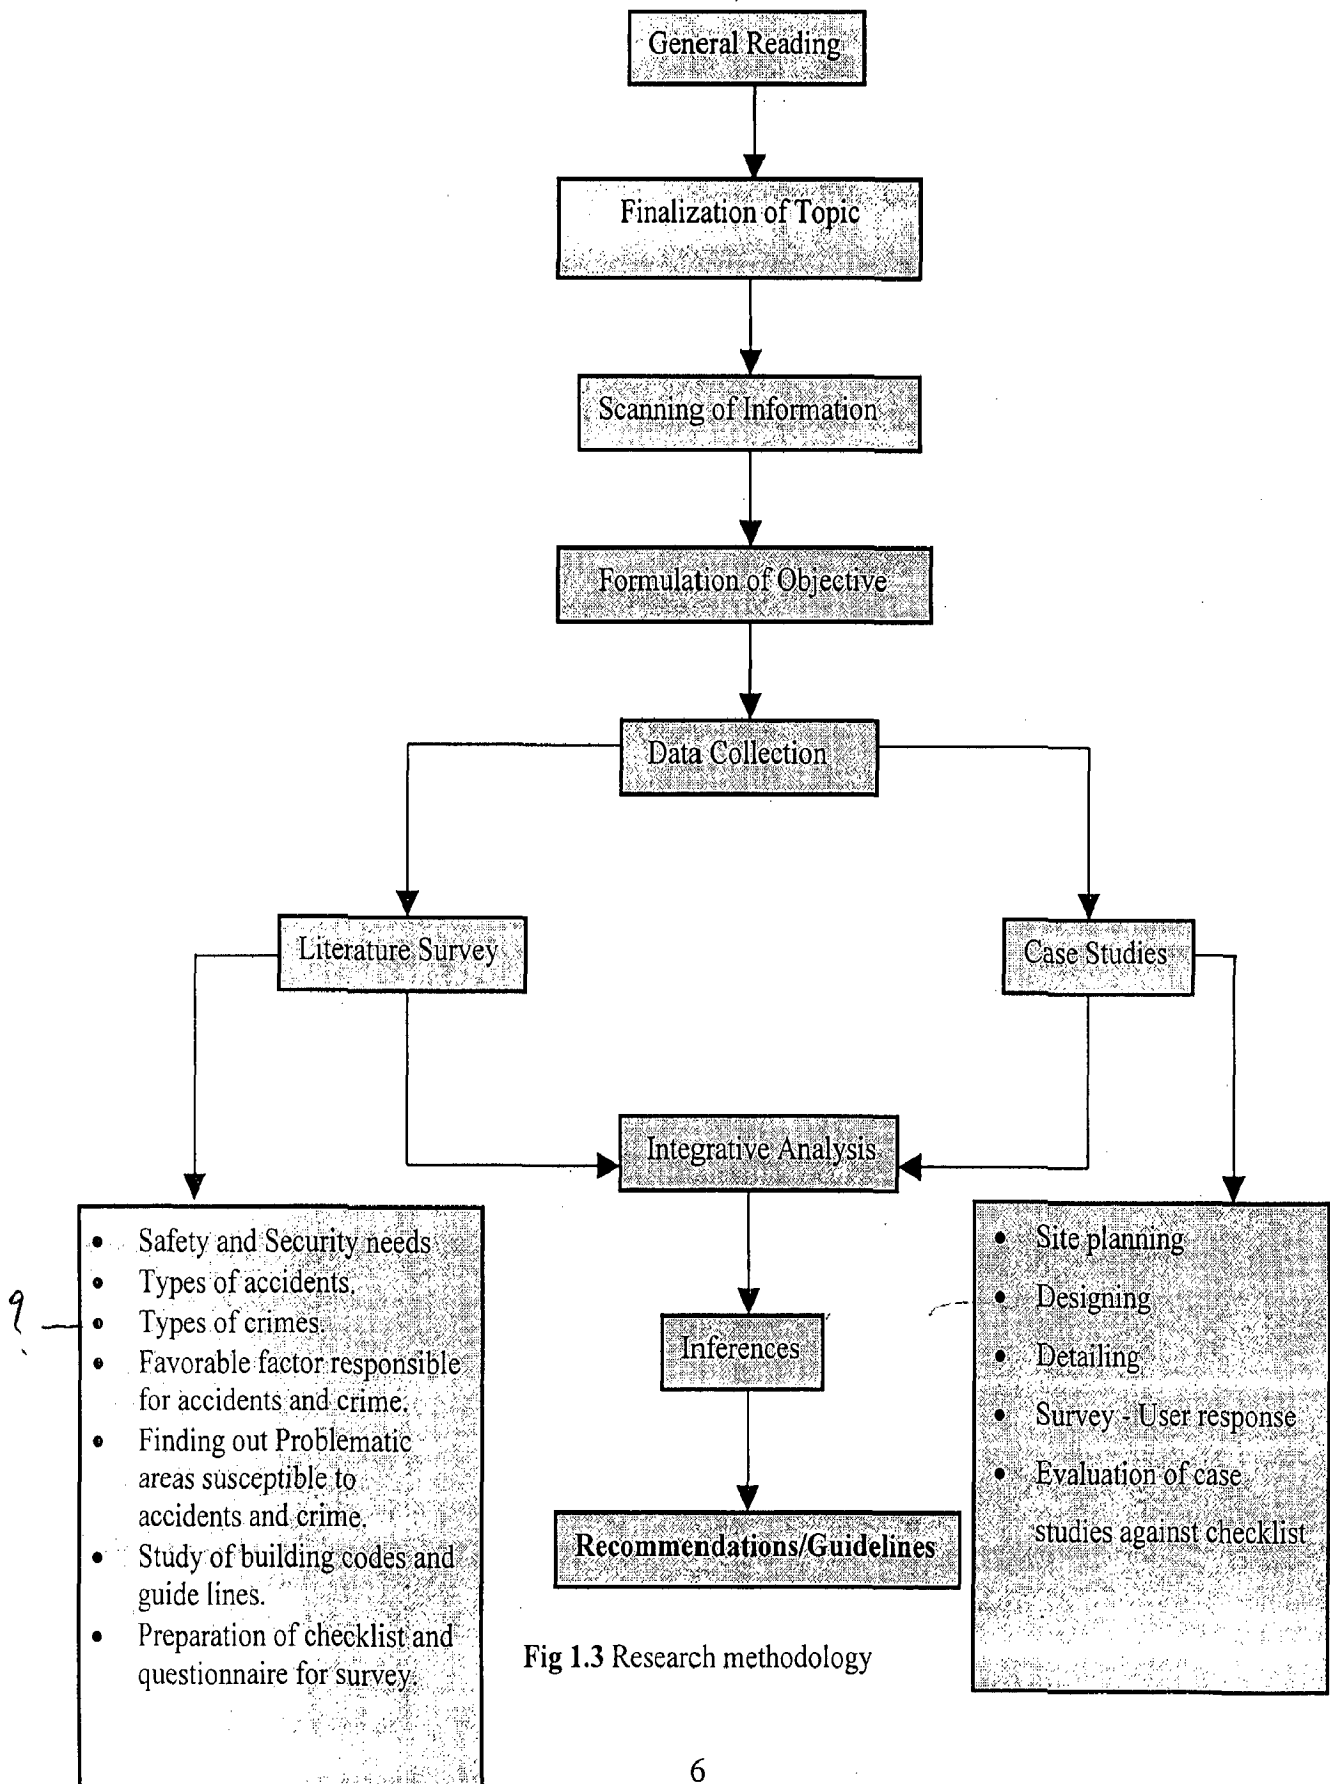 General Reading
Finalization of Topic
Scanning of Information
Formulation of Objective
Data Collection
Literature Survey
Case Studies
Integrative Analysis
• Safety and Security needs
• Types of accidents.
• Types of crimes.
• Favorable factor responsible
for accidents and crime.
• Finding out Problematic
areas susceptible to
accidents and crime.
• Study of building codes and
guide lines.
• Preparation of checklist and
questionnaire for survey.
Inferences
Recommendations/Guidelines
• Site planning
• Designing
• Detailing
• Survey - User response
• Evaluation of case
studies against checklist
Fig 1.3 Research methodology
6